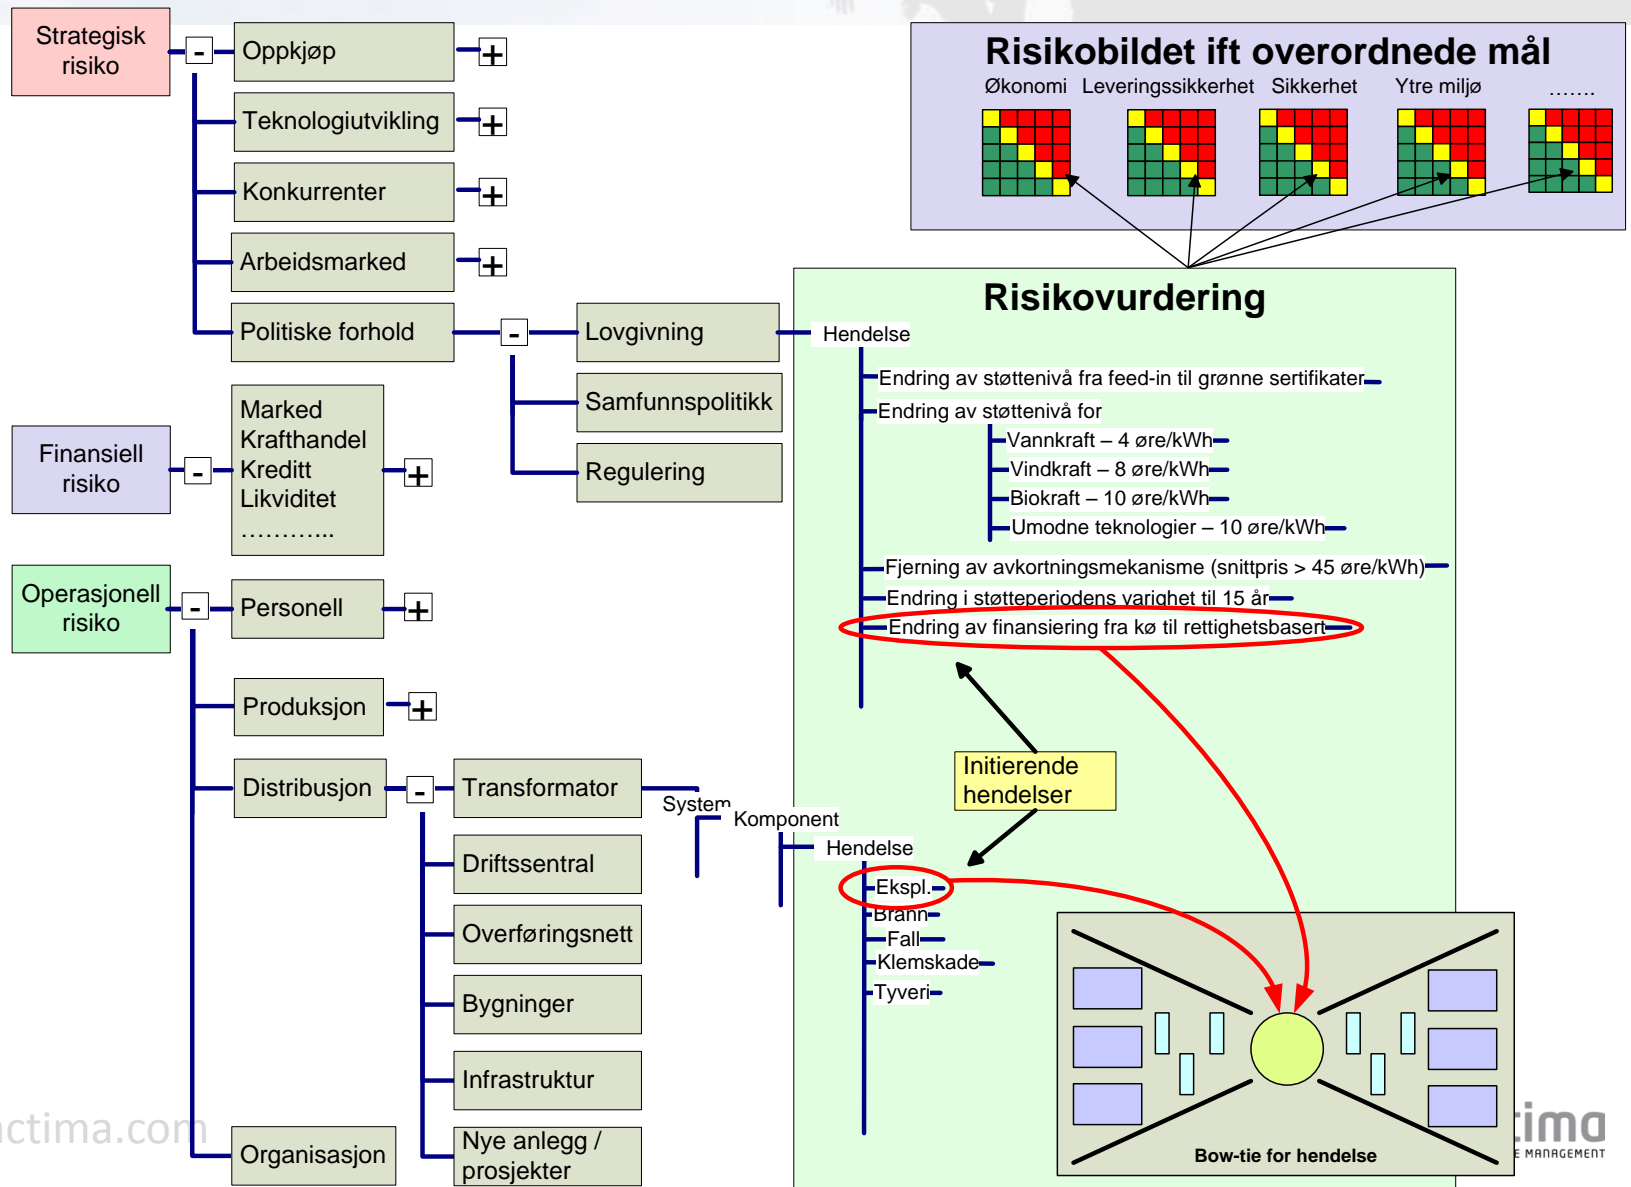 Strategisk
risiko
-
Oppkjøp
+
Teknologiutvikling
+
Konkurrenter
+
Arbeidsmarked
+
Politiske forhold
-
Lovgivning
Samfunnspolitikk
Regulering
Finansiell
risiko
-
Marked
Krafthandel
Kreditt
Likviditet
………...
+
Operasjonell
risiko
-
Personell
+
Produksjon
+
Distribusjon
-
Transformator
Driftssentral
Overføringsnett
Bygninger
Infrastruktur
Nye anlegg /
prosjekter
Organisasjon
System
Komponent
Risikobildet ift overordnede mål
Økonomi Leveringssikkerhet Sikkerhet Ytre miljø …….
Risikovurdering
Hendelse
Endring av støttenivå fra feed-in til grønne sertifikater
Endring av støttenivå for
Vannkraft – 4 øre/kWh
Vindkraft – 8 øre/kWh
Biokraft – 10 øre/kWh
Umodne teknologier – 10 øre/kWh
Fjerning av avkortningsmekanisme (snittpris > 45 øre/kWh)
Endring i støtteperiodens varighet til 15 år
Endring av finansiering fra kø til rettighetsbasert
Initierende
hendelser
Hendelse
Ekspl.
Brann
Fall
Klemskade
Tyveri
Bow-tie for hendelse
ctima.com
tima
E MANAGEMENT